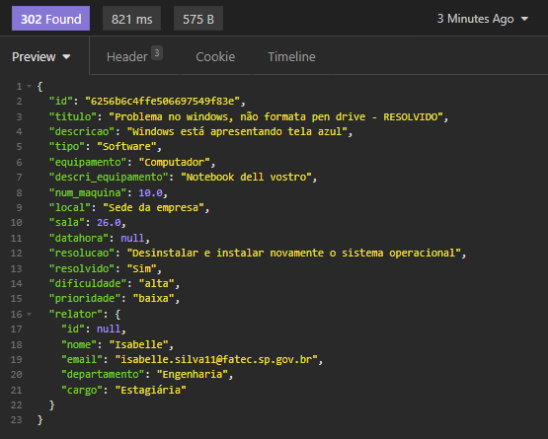 302 Found 821 ms 575 B 3 Minutes Ago
Preview Header 3 Cookie Timeline
1 {
2 "id": "6256b6c4ffe506697549f83e",
3 "titulo": "Problema no windows, não formata pen drive - RESOLVIDO",
4 "descricao": "Windows está apresentando tela azul",
5 "tipo": "Software",
6 "equipamento": "Computador",
7 "descri_equipamento": "Notebook dell vostro",
8 "num_maquina": 10.0,
9 "local": "Sede da empresa",
10 "sala": 26.0,
11 "datahora": null,
12 "resolucao": "Desinstalar e instalar novamente o sistema operacional",
13 "resolvido": "Sim",
14 "dificuldade": "alta",
15 "prioridade": "baixa",
16 "relator": {
17 "id": null,
18 "nome": "Isabelle",
19 "email": "isabelle.silva11@fatec.sp.gov.br",
20 "departamento": "Engenharia",
21 "cargo": "Estagiária"
22 }
23 }